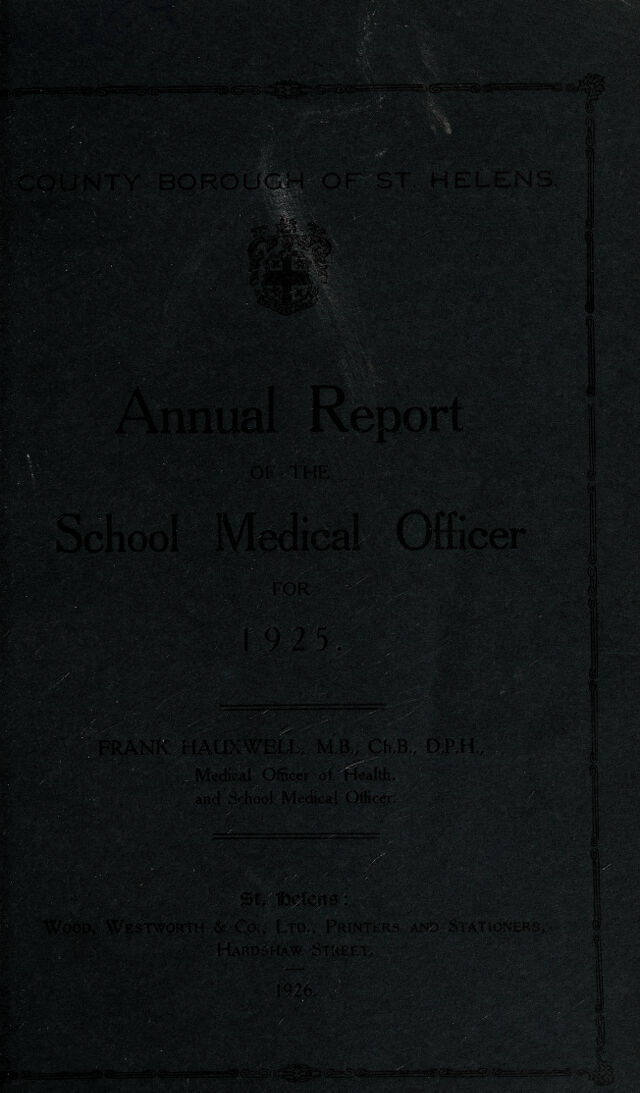 COUNTY BOROUGH OF ST. HELENS
Annual Report
OF THE
School Medical Officer
FOR
1925.
FRANK HAUXWELL, M.B., Ch.B., D.P.H.,
Medical Officer of Health,
and School Medical Officer.
St. Helens:
WOOD, WESTWORTH & CO., LTD., PRINTERS AND STATIONERS,
HARDSHAW STREET.
1926.